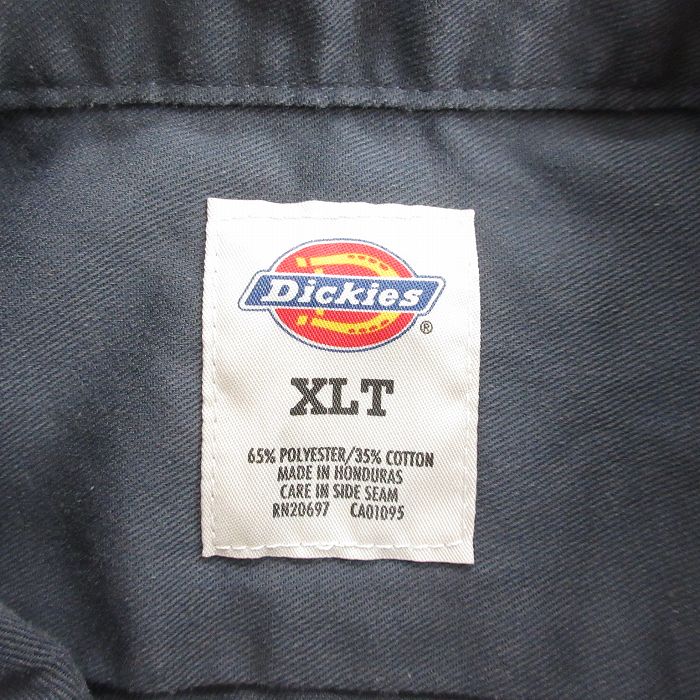 Dickies®
XLT
65% POLYESTER/35% COTTON
MADE IN HONDURAS
CARE IN SIDE SEAM
RN20697 CA01095